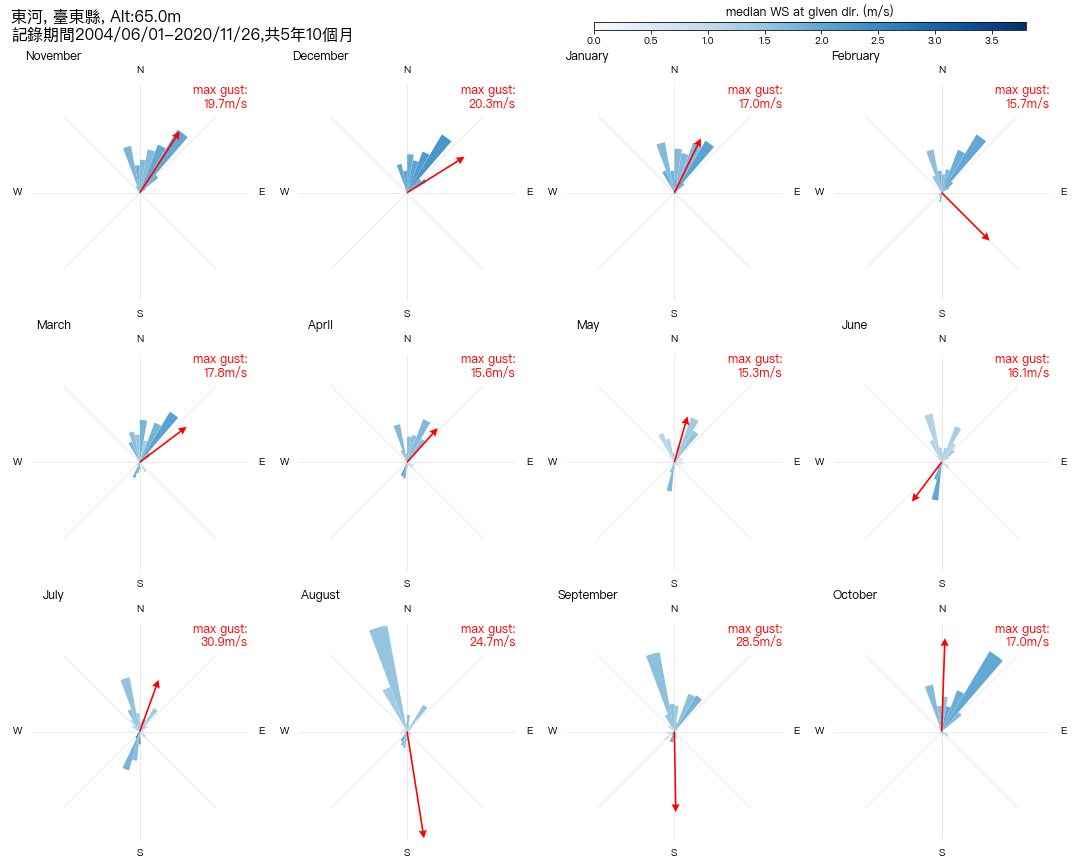 東河, 臺東縣, Alt:65.0m
記錄期間2004/06/01-2020/11/26,共5年10個月
median WS at given dir. (m/s)
0.0 0.5 1.0 1.5 2.0 2.5 3.0 3.5
November
N
max gust:
19.7m/s
W
E
S
December
N
max gust:
20.3m/s
W
E
S
January
N
max gust:
17.0m/s
W
E
S
February
N
max gust:
15.7m/s
W
E
S
March
N
max gust:
17.8m/s
W
E
S
April
N
max gust:
15.6m/s
W
E
S
May
N
max gust:
15.3m/s
W
E
S
June
N
max gust:
16.1m/s
W
E
S
July
N
max gust:
30.9m/s
W
E
S
August
N
max gust:
24.7m/s
W
E
S
September
N
max gust:
28.5m/s
W
E
S
October
N
max gust:
17.0m/s
W
E
S